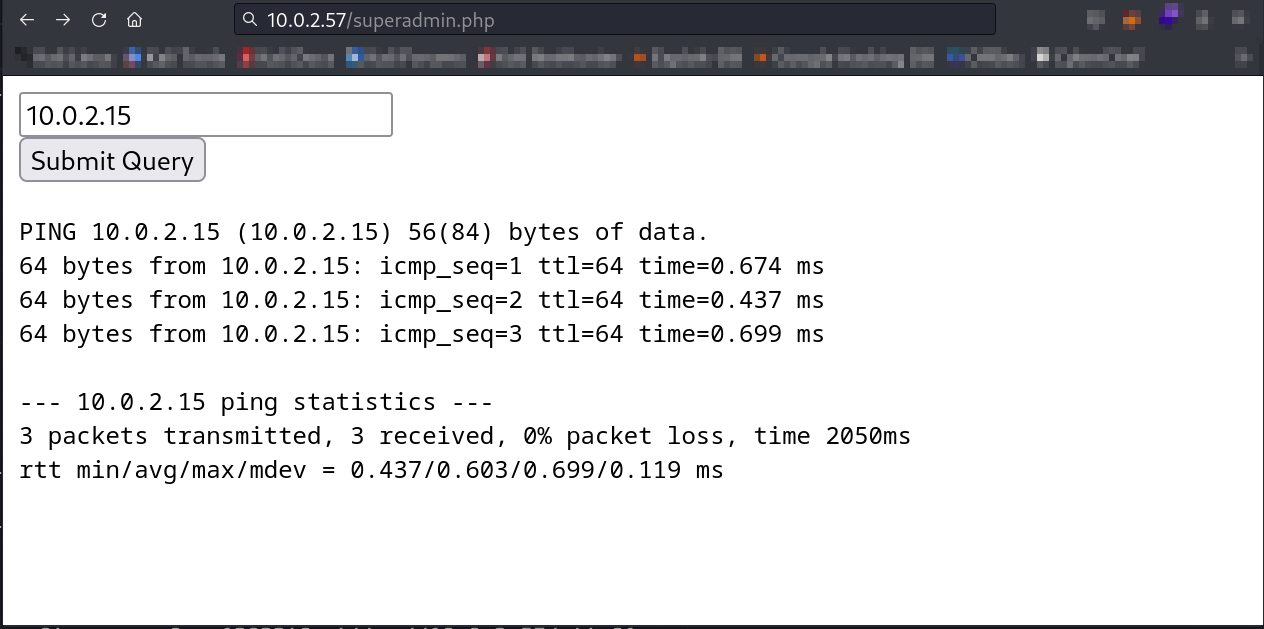 10.0.2.57/superadmin.php
10.0.2.15
Submit Query
PING 10.0.2.15 (10.0.2.15) 56(84) bytes of data.
64 bytes from 10.0.2.15: icmp_seq=1 ttl=64 time=0.674 ms
64 bytes from 10.0.2.15: icmp_seq=2 ttl=64 time=0.437 ms
64 bytes from 10.0.2.15: icmp_seq=3 ttl=64 time=0.699 ms
--- 10.0.2.15 ping statistics ---
3 packets transmitted, 3 received, 0% packet loss, time 2050ms
rtt min/avg/max/mdev = 0.437/0.603/0.699/0.119 ms